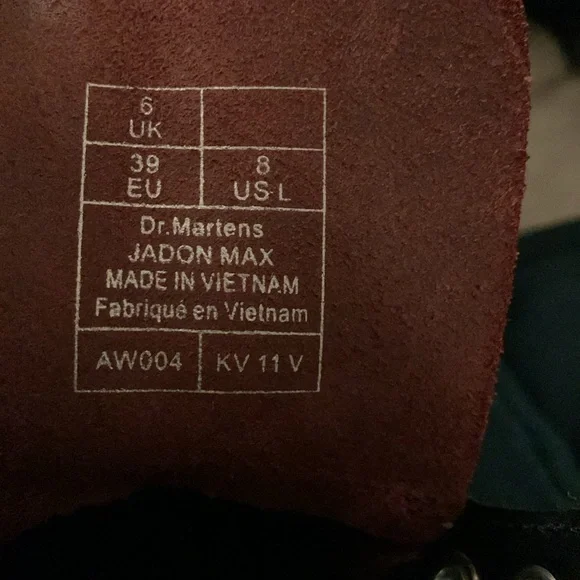 6
UK
39
EU
8
US L
Dr.Martens
JADON MAX
MADE IN VIETNAM
Fabriqué en Vietnam
AW004
KV 11 V